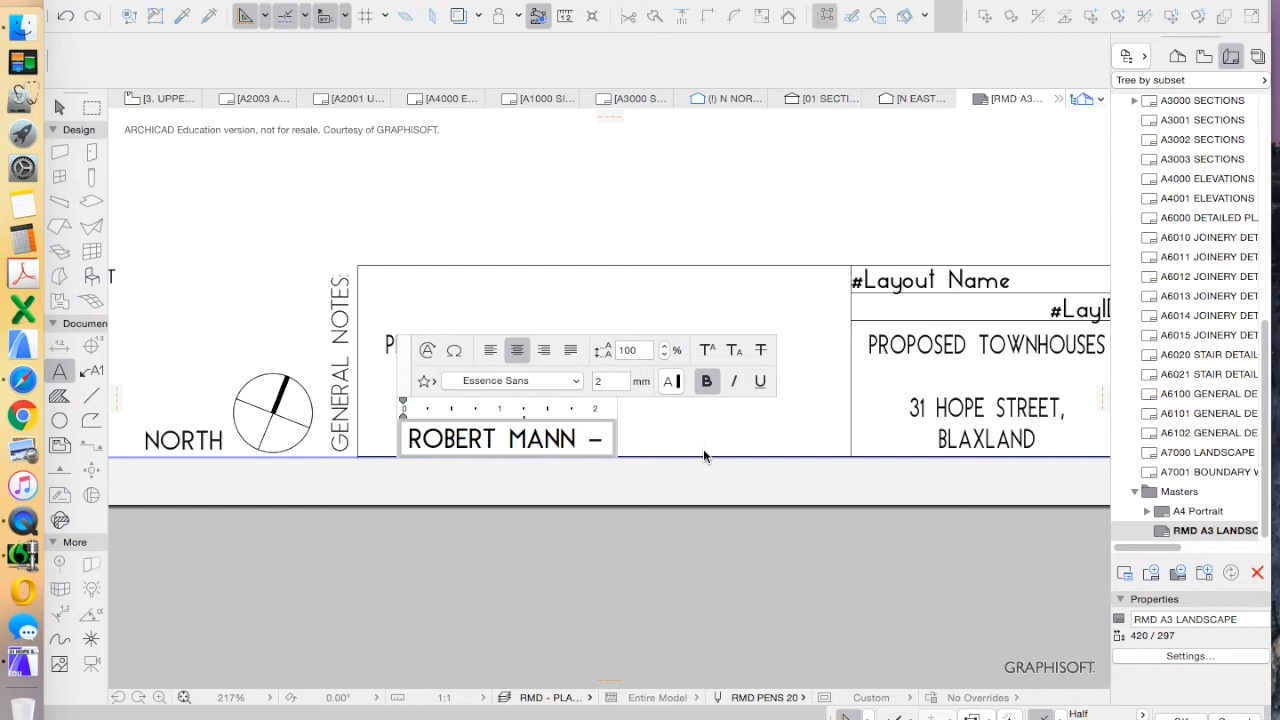 [3. UPPE...
[A2003 A...
[A2001 U...
[A4000 E...
[A1000 SI...
[A3000 S...
(!) N NOR...
[01 SECTI...
[N EAST...
[RMD A3...
ARCHICAD Education version, not for resale. Courtesy of GRAPHISOFT.
Design
Documen
More
GENERAL NOTES:
NORTH
#Layout Name
#LayI
PROPOSED TOWNHOUSES
31 HOPE STREET,
BLAXLAND
100 %
Essence Sans
2 mm
B I U
0 1 2
ROBERT MANN –
GRAPHISOFT.
217%
0.00°
1:1
RMD - PLA...
Entire Model
RMD PENS 20
Custom
No Overrides
Half
Tree by subset
A3000 SECTIONS
A3001 SECTIONS
A3002 SECTIONS
A3003 SECTIONS
A4000 ELEVATIONS
A4001 ELEVATIONS
A6000 DETAILED PL
A6010 JOINERY DET
A6011 JOINERY DET
A6012 JOINERY DET
A6013 JOINERY DET
A6014 JOINERY DET
A6015 JOINERY DET
A6020 STAIR DETAIL
A6021 STAIR DETAIL
A6100 GENERAL DE
A6101 GENERAL DE
A6102 GENERAL DE
A7000 LANDSCAPE
A7001 BOUNDARY W
Masters
A4 Portrait
RMD A3 LANDSC
Properties
RMD A3 LANDSCAPE
420 / 297
Settings...